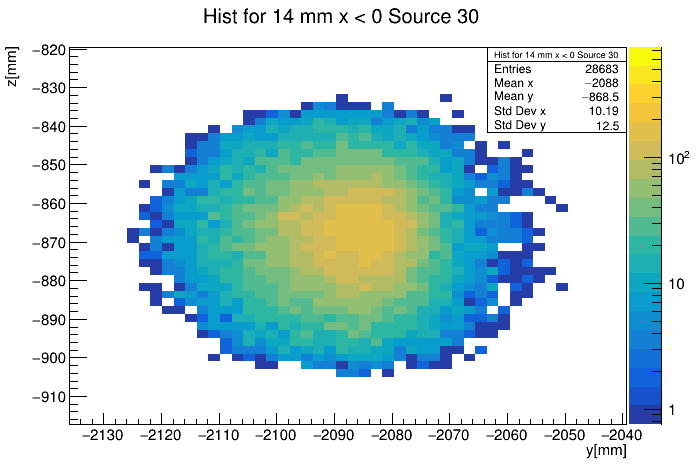 Hist for 14 mm x < 0 Source 30
z[mm]
−820
−830
−840
−850
−860
−870
−880
−890
−900
−910
Hist for 14 mm x < 0 Source 30
Entries 28683
Mean x −2088
Mean y −868.5
Std Dev x 10.19
Std Dev y 12.5
10²
10
1
−2130 −2120 −2110 −2100 −2090 −2080 −2070 −2060 −2050 −2040
y[mm]